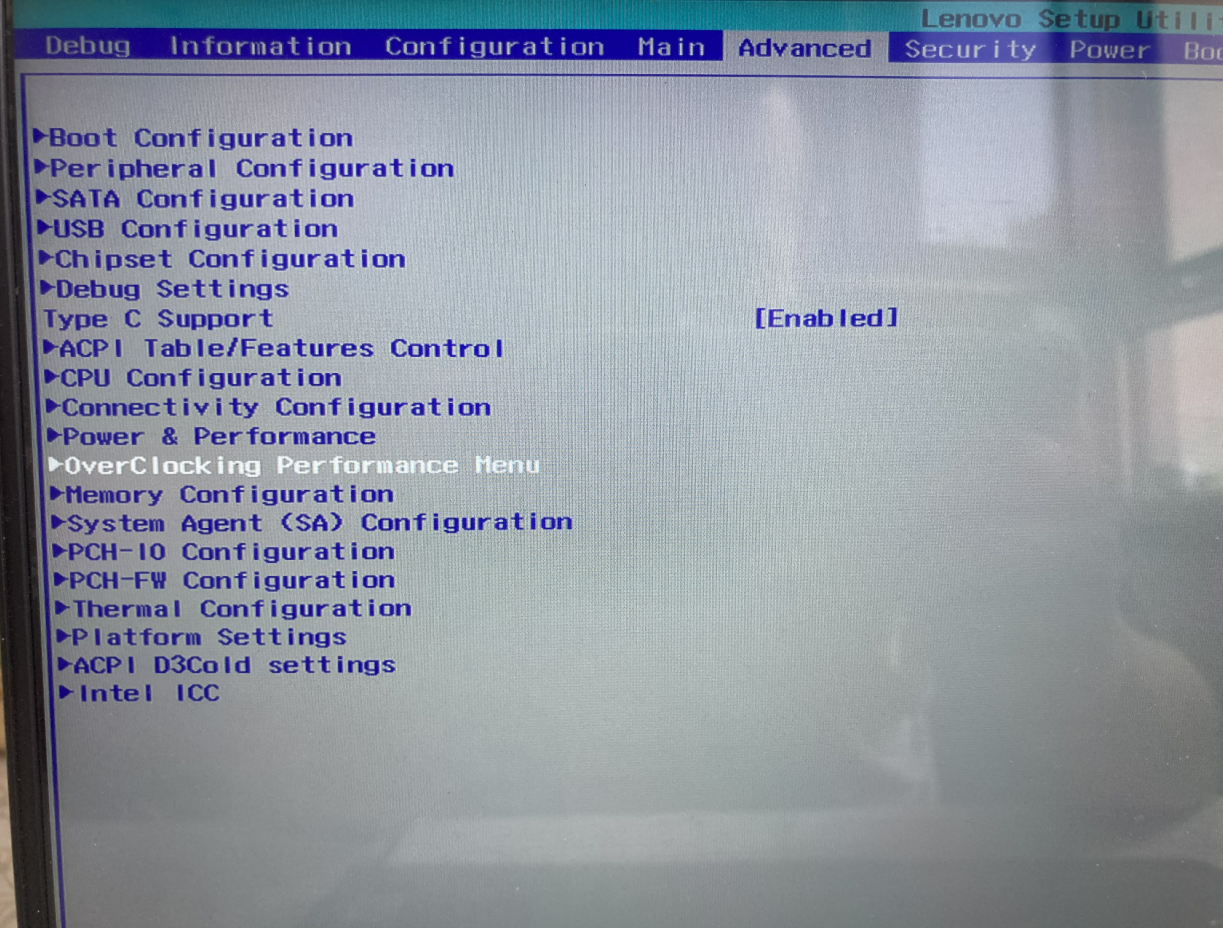 Lenovo Setup
Debug Information Configuration Main Advanced Security Power
Boot Configuration
Peripheral Configuration
SATA Configuration
USB Configuration
Chipset Configuration
Debug Settings
Type C Support [Enabled]
ACPI Table/Features Control
CPU Configuration
Connectivity Configuration
Power & Performance
OverClocking Performance Menu
Memory Configuration
System Agent (SA) Configuration
PCH-IO Configuration
PCH-FW Configuration
Thermal Configuration
Platform Settings
ACPI D3Cold settings
Intel ICC